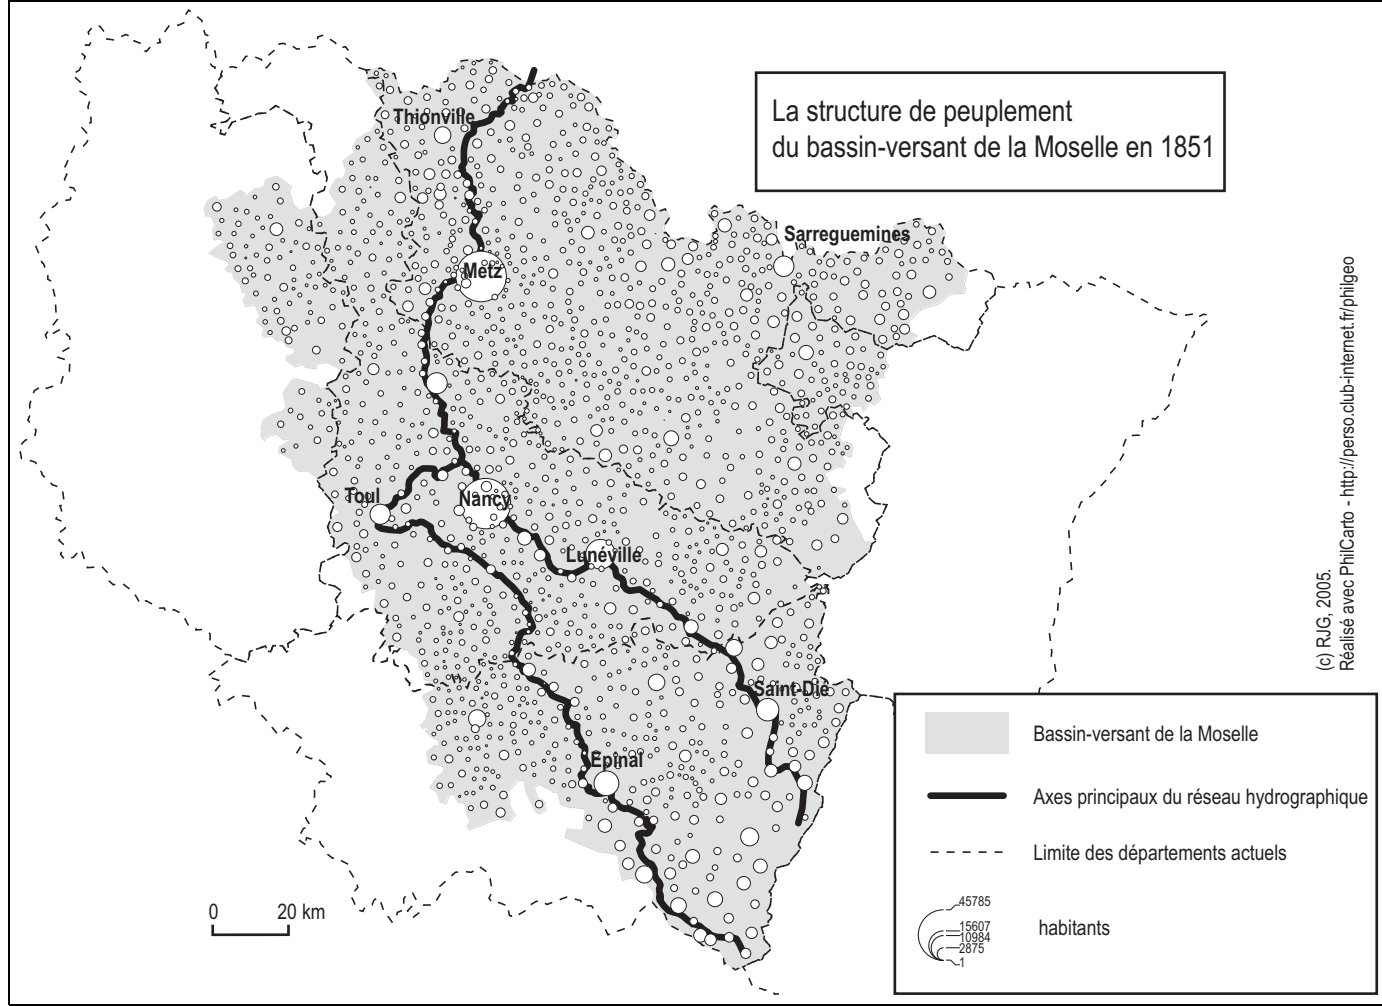 La structure de peuplement
du bassin-versant de la Moselle en 1851
Thionville
Sarreguemines
Metz
Toul
Nancy
Lunéville
Saint-Dié
Epinal
(c) RJG, 2005.
Réalisé avec PhilCarto - http://perso.club-internet.fr/philgeo
Bassin-versant de la Moselle
Axes principaux du réseau hydrographique
Limite des départements actuels
45785
15607
10984
2875
1
habitants
0 20 km